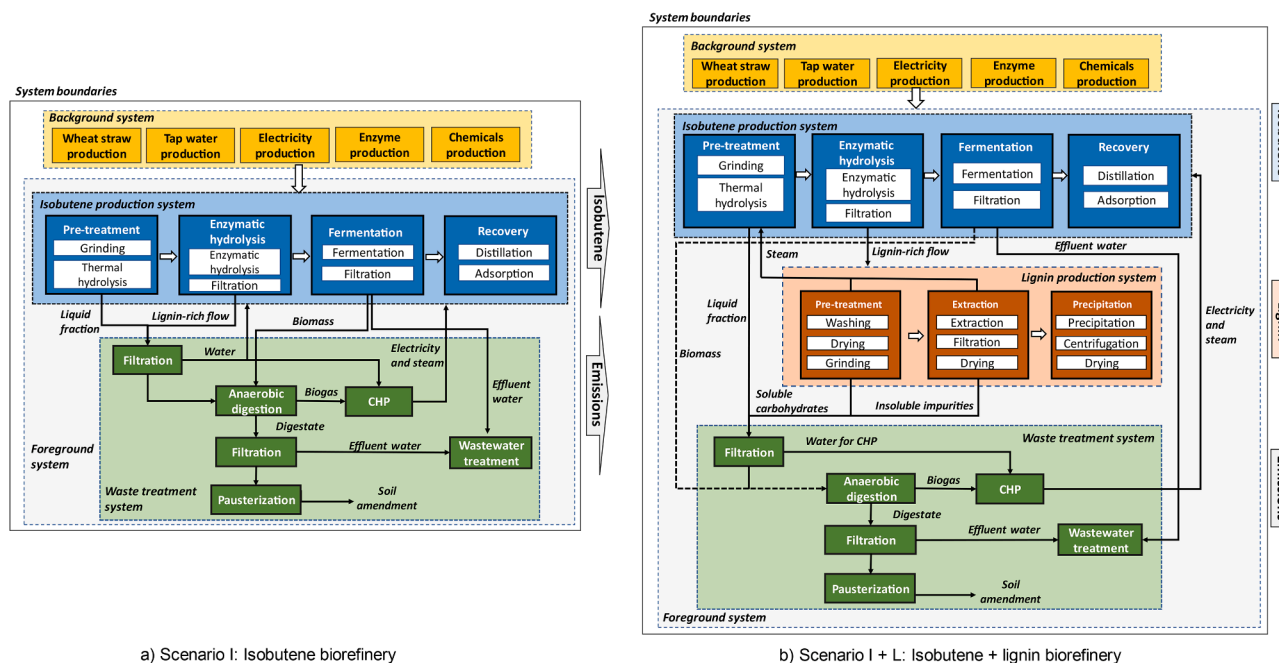 System boundaries
Background system
Wheat straw
production
Tap water
production
Electricity
production
Enzyme
production
Chemicals
production
Isobutene production system
Pre-treatment
Grinding
Thermal
hydrolysis
Enzymatic
hydrolysis
Enzymatic
hydrolysis
Filtration
Fermentation
Fermentation
Filtration
Recovery
Distillation
Adsorption
Liquid
fraction
Lignin-rich flow
Biomass
Electricity
and steam
Effluent
water
Water
Filtration
Anaerobic
digestion
Biogas
CHP
Digestate
Filtration
Effluent water
Wastewater
treatment
Pausterization
Soil
amendment
Foreground
system
Waste treatment
system
Isobutene
Emissions
a) Scenario I: Isobutene biorefinery
System boundaries
Background system
Wheat straw
production
Tap water
production
Electricity
production
Enzyme
production
Chemicals
production
Isobutene production system
Pre-treatment
Grinding
Thermal
hydrolysis
Enzymatic
hydrolysis
Enzymatic
hydrolysis
Filtration
Fermentation
Fermentation
Filtration
Recovery
Distillation
Adsorption
Steam
Lignin-rich flow
Effluent water
Lignin production system
Pre-treatment
Washing
Drying
Grinding
Extraction
Extraction
Filtration
Drying
Precipitation
Precipitation
Centrifugation
Drying
Liquid
fraction
Biomass
Electricity
and
steam
Soluble
carbohydrates
Insoluble impurities
Waste treatment system
Filtration
Water for CHP
Anaerobic
digestion
Biogas
CHP
Digestate
Filtration
Effluent water
Wastewater
treatment
Pausterization
Soil
amendment
Foreground system
b) Scenario I + L: Isobutene + lignin biorefinery